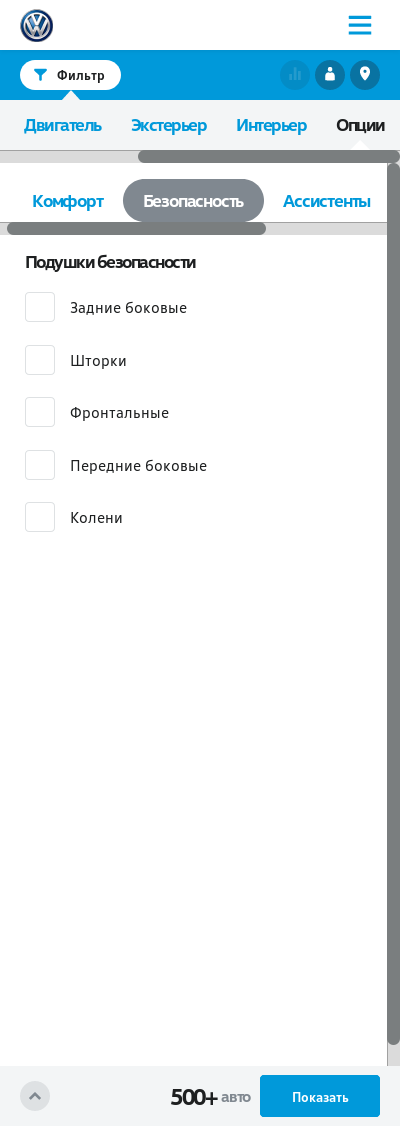 Фильтр
Двигатель Экстерьер Интерьер Опции
Комфорт Безопасность Ассистенты
Подушки безопасности
Задние боковые
Шторки
Фронтальные
Передние боковые
Колени
500+ авто Показать